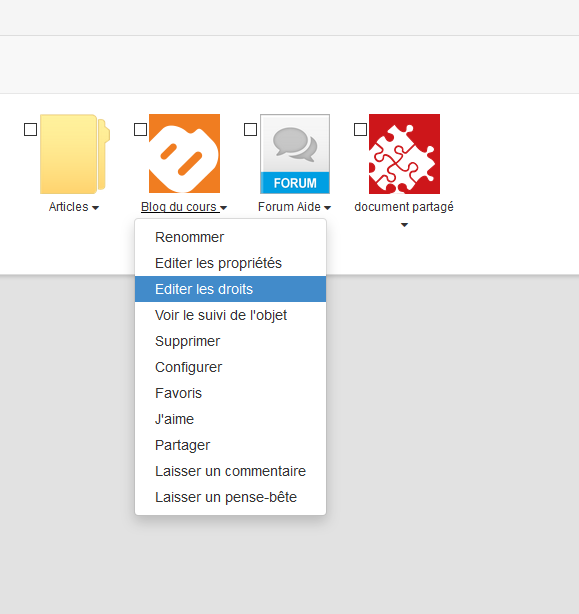 FORUM
Articles
Blog du cours
Forum Aide
document partagé
Renommer
Editer les propriétés
Editer les droits
Voir le suivi de l'objet
Supprimer
Configurer
Favoris
J'aime
Partager
Laisser un commentaire
Laisser un pense-bête